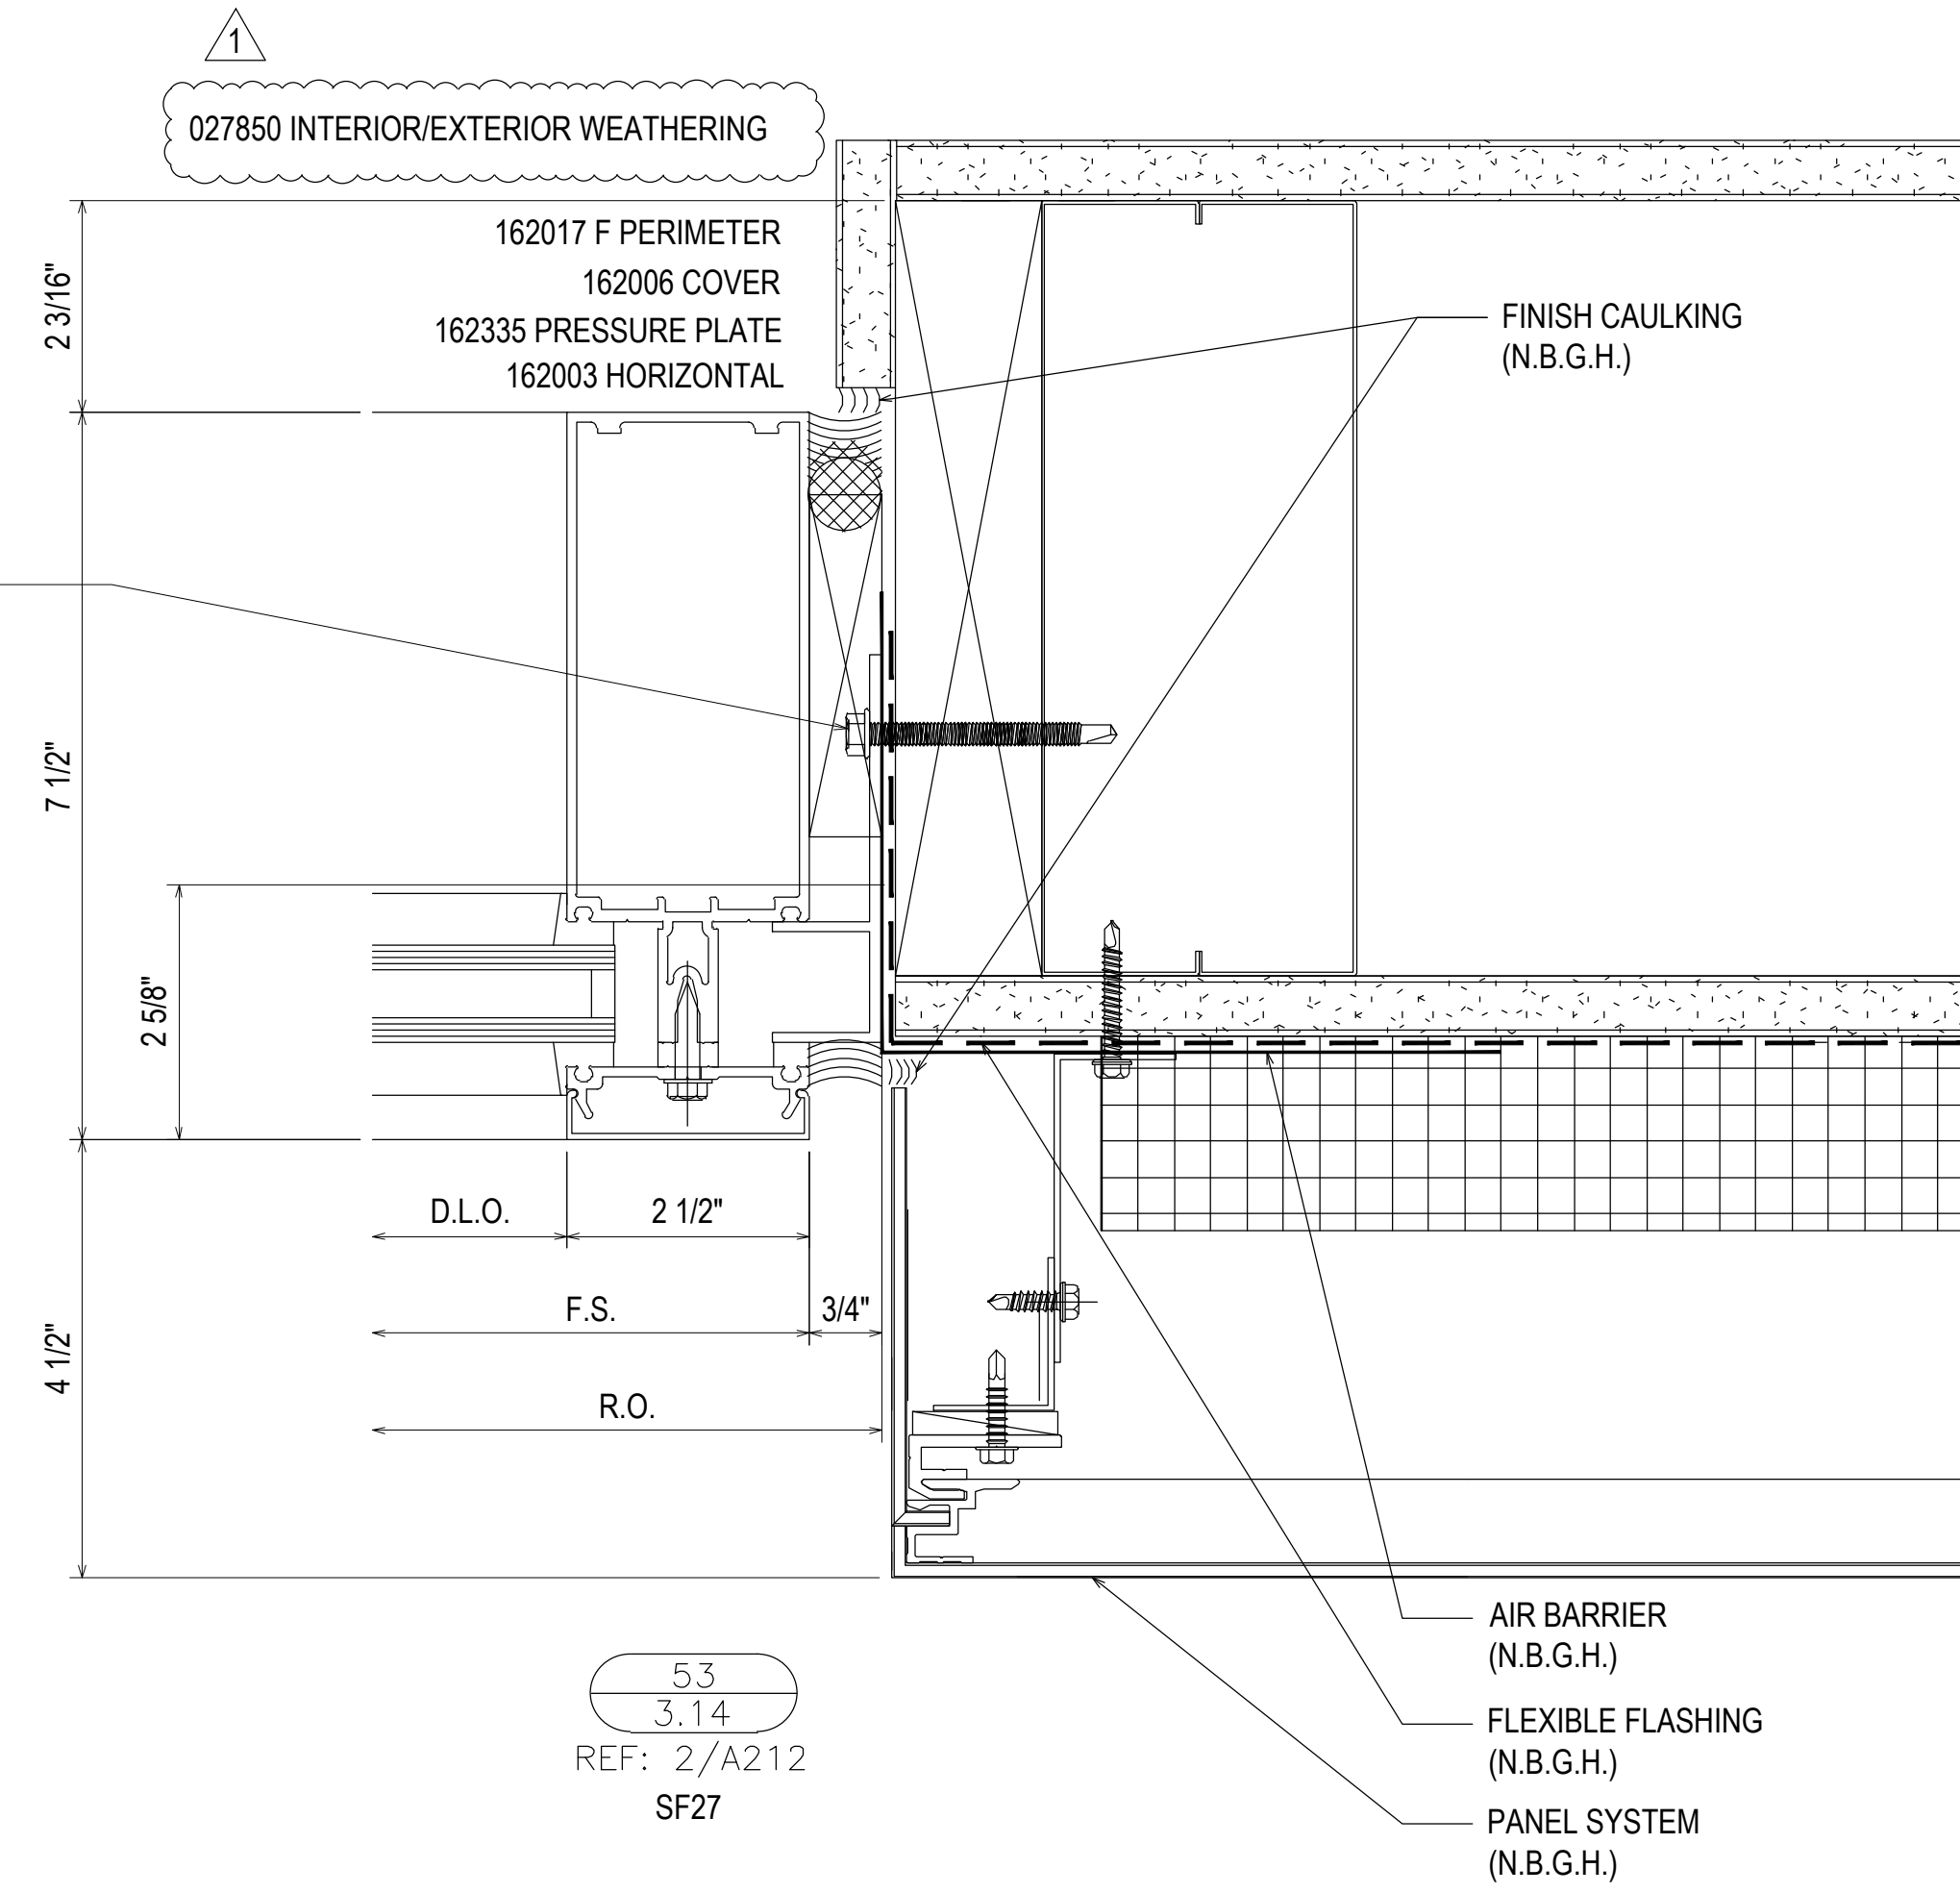 1
027850 INTERIOR/EXTERIOR WEATHERING
162017 F PERIMETER
162006 COVER
162335 PRESSURE PLATE
162003 HORIZONTAL
FINISH CAULKING
(N.B.G.H.)
2 3/16"
7 1/2"
2 5/8"
4 1/2"
D.L.O.
2 1/2"
F.S.
3/4"
R.O.
AIR BARRIER
(N.B.G.H.)
FLEXIBLE FLASHING
(N.B.G.H.)
PANEL SYSTEM
(N.B.G.H.)
53
3.14
REF: 2/A212
SF27